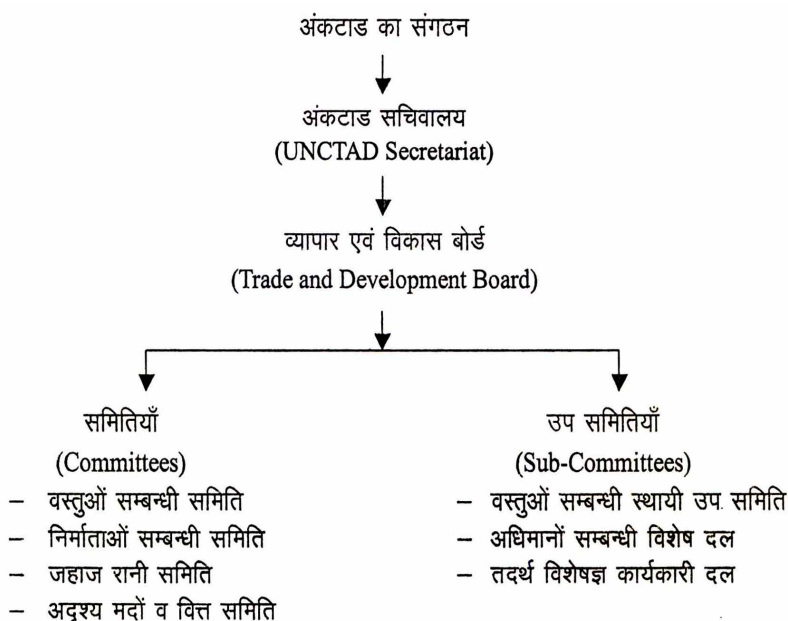 अंकटाड का संगठन
अंकटाड सचिवालय
(UNCTAD Secretariat)
व्यापार एवं विकास बोर्ड
(Trade and Development Board)
समितियाँ
(Committees)
– वस्तुओं सम्बन्धी समिति
– निर्माताओं सम्बन्धी समिति
– जहाज रानी समिति
– अदृश्य मदों व वित्त समिति
उप समितियाँ
(Sub-Committees)
– वस्तुओं सम्बन्धी स्थायी उप समिति
– अधिमानों सम्बन्धी विशेष दल
– तदर्थ विशेषज्ञ कार्यकारी दल